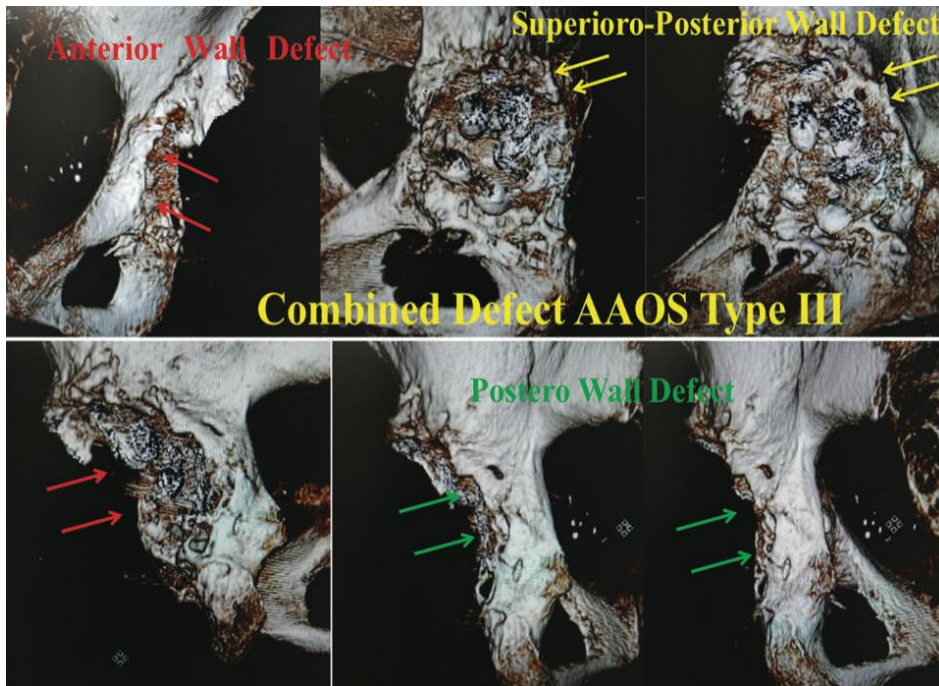 Anterior Wall Defect
Superioro-Posterior Wall Defect
Combined Defect AAOS Type III
Postero Wall Defect